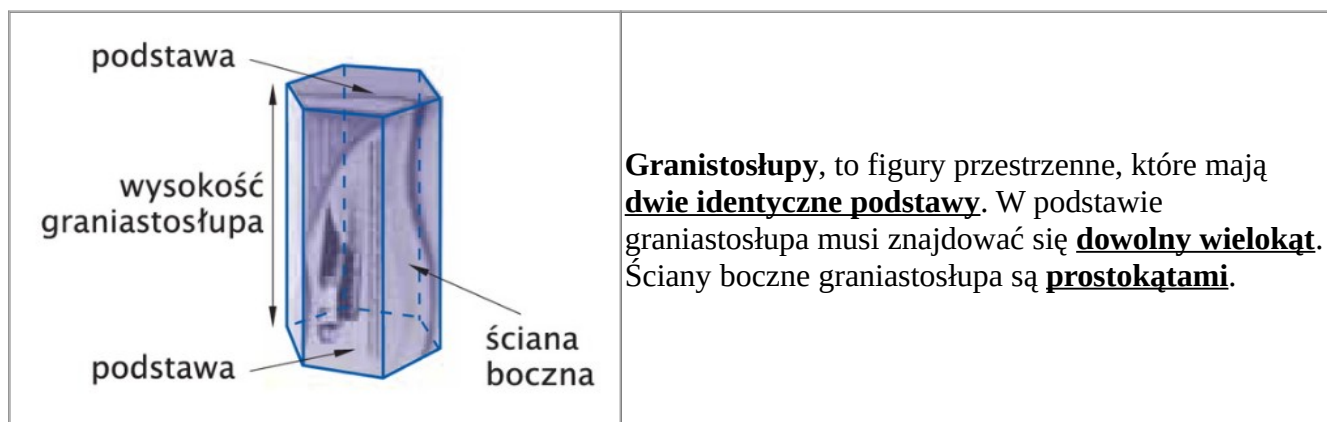 podstawa
wysokość
graniastosłupa
podstawa
ściana
boczna
Granistosłupy, to figury przestrzenne, które mają
dwie identyczne podstawy. W podstawie
graniastosłupa musi znajdować się dowolny wielokąt.
Ściany boczne graniastosłupa są prostokątami.